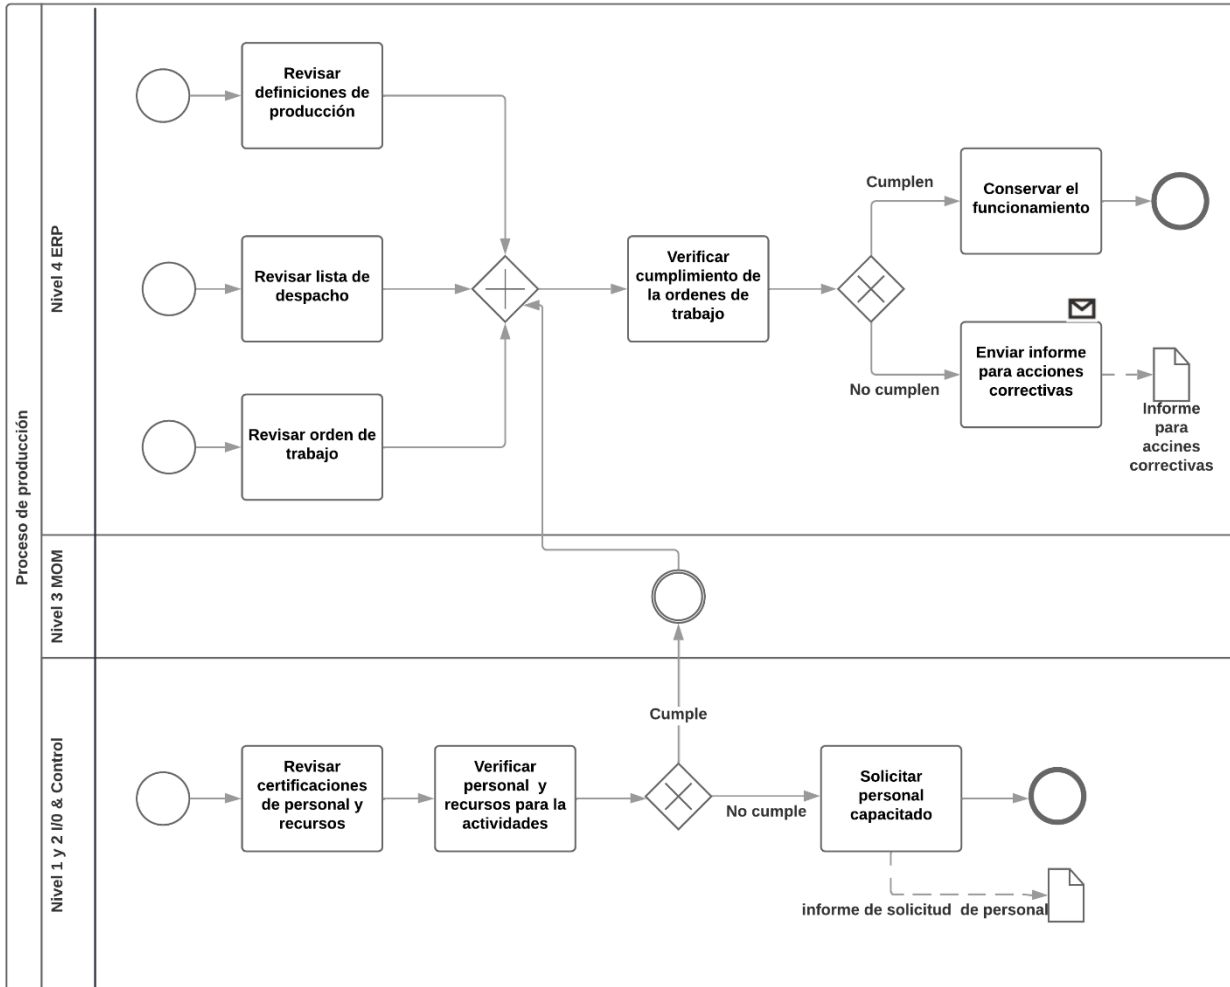 Proceso de producción
Nivel 4 ERP
Revisar
definiciones de
producción
Revisar lista de
despacho
Revisar orden de
trabajo
Verificar
cumplimiento de
la ordenes de
trabajo
Cumplen
No cumplen
Conservar el
funcionamiento
Enviar informe
para acciones
correctivas
Informe
para
accines
correctivas
Nivel 3 MOM
Nivel 1 y 2 I/0 & Control
Revisar
certificaciones
de personal y
recursos
Verificar
personal y
recursos para la
actividades
Cumple
No cumple
Solicitar
personal
capacitado
informe de solicitud de personal